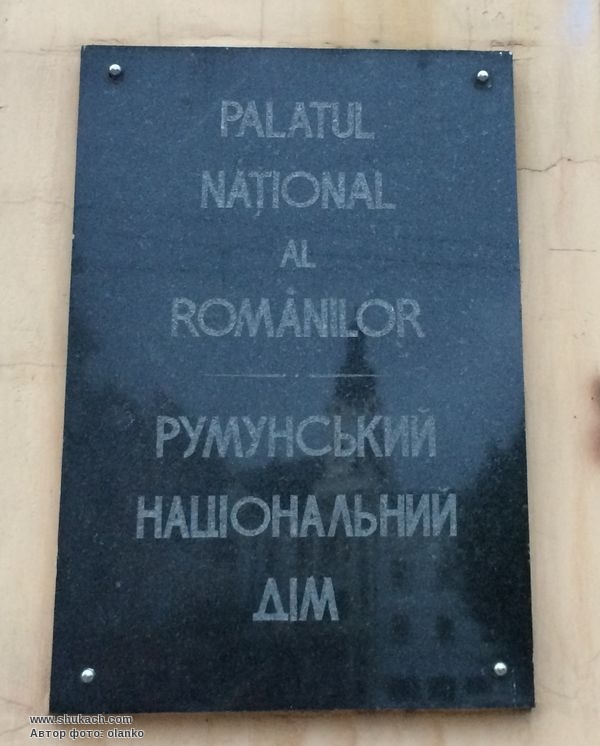 PALATUL
NAȚIONAL
AL
ROMÂNILOR
РУМУНСЬКИЙ
НАЦІОНАЛЬНИЙ
ДІМ
www.shukach.com
Автор фото: olanko